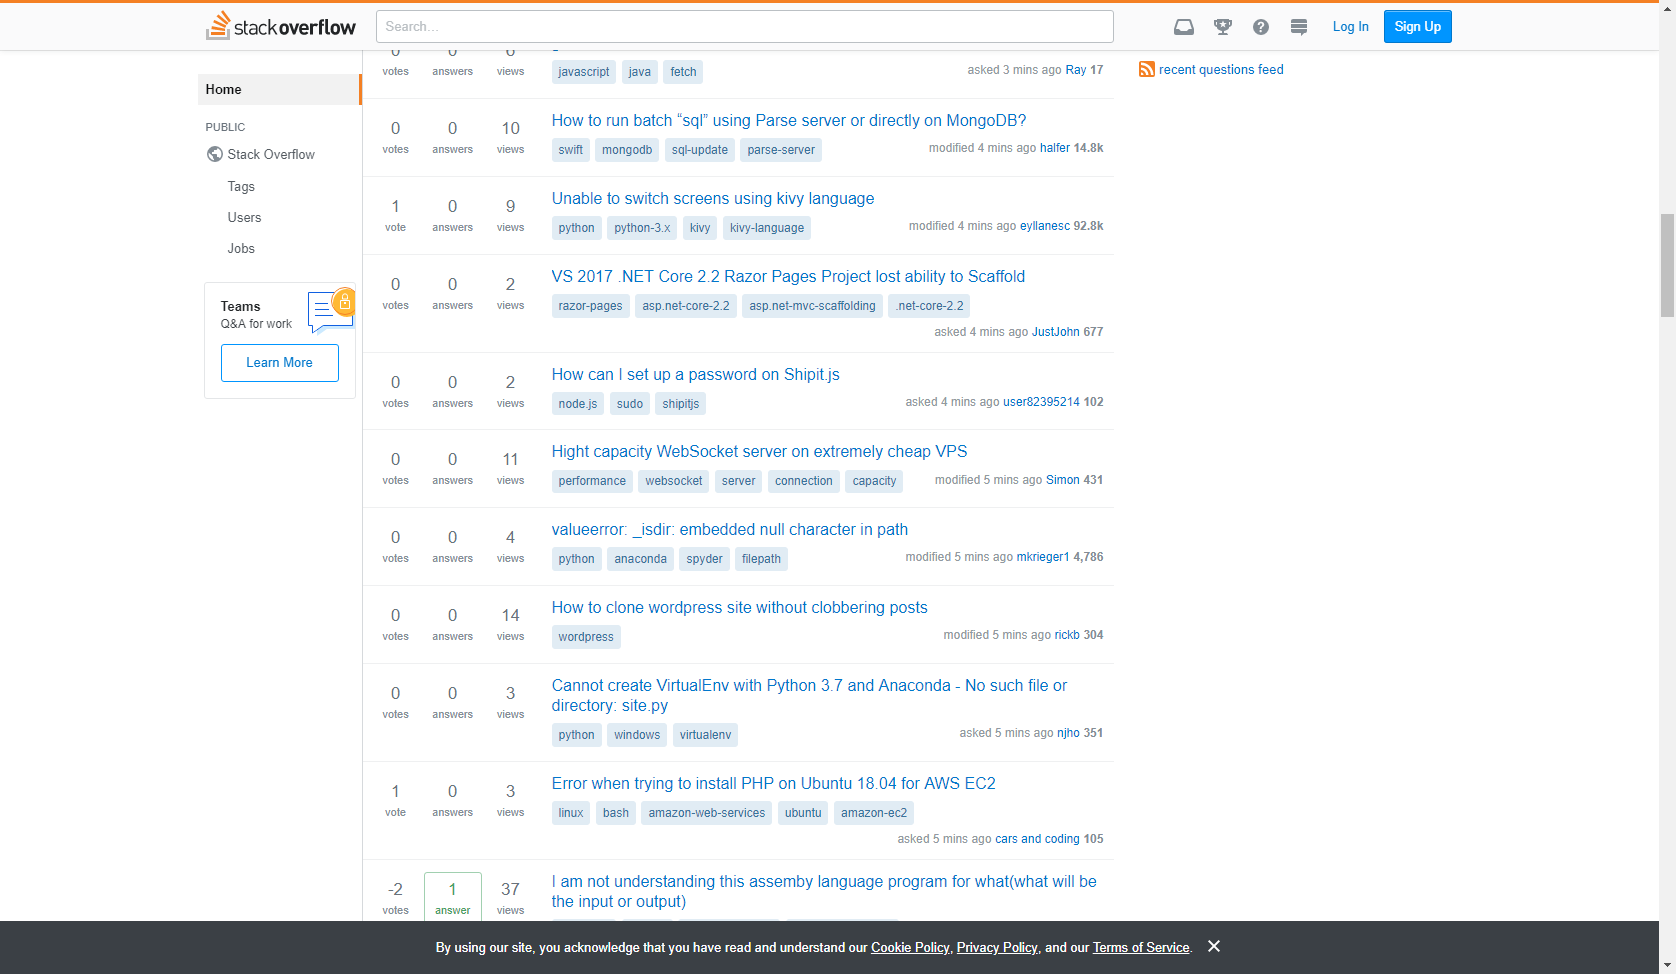 stackoverflow
Search...
Log In
Sign Up
Home
PUBLIC
Stack Overflow
Tags
Users
Jobs
Teams
Q&A for work
Learn More
0 0 6
votes answers views
javascript java fetch
asked 3 mins ago Ray 17
0 0 10
votes answers views
How to run batch “sql” using Parse server or directly on MongoDB?
swift mongodb sql-update parse-server
modified 4 mins ago halfer 14.8k
1 0 9
vote answers views
Unable to switch screens using kivy language
python python-3.x kivy kivy-language
modified 4 mins ago eyllanesc 92.8k
0 0 2
votes answers views
VS 2017 .NET Core 2.2 Razor Pages Project lost ability to Scaffold
razor-pages asp.net-core-2.2 asp.net-mvc-scaffolding .net-core-2.2
asked 4 mins ago JustJohn 677
0 0 2
votes answers views
How can I set up a password on Shipit.js
node.js sudo shipitjs
asked 4 mins ago user82395214 102
0 0 11
votes answers views
Hight capacity WebSocket server on extremely cheap VPS
performance websocket server connection capacity
modified 5 mins ago Simon 431
0 0 4
votes answers views
valueerror: _isdir: embedded null character in path
python anaconda spyder filepath
modified 5 mins ago mkrieger1 4,786
0 0 14
votes answers views
How to clone wordpress site without clobbering posts
wordpress
modified 5 mins ago rickb 304
0 0 3
votes answers views
Cannot create VirtualEnv with Python 3.7 and Anaconda - No such file or
directory: site.py
python windows virtualenv
asked 5 mins ago njho 351
1 0 3
vote answers views
Error when trying to install PHP on Ubuntu 18.04 for AWS EC2
linux bash amazon-web-services ubuntu amazon-ec2
asked 5 mins ago cars and coding 105
-2 1 37
votes answer views
I am not understanding this assemby language program for what(what will be
the input or output)
recent questions feed
By using our site, you acknowledge that you have read and understand our Cookie Policy, Privacy Policy, and our Terms of Service.